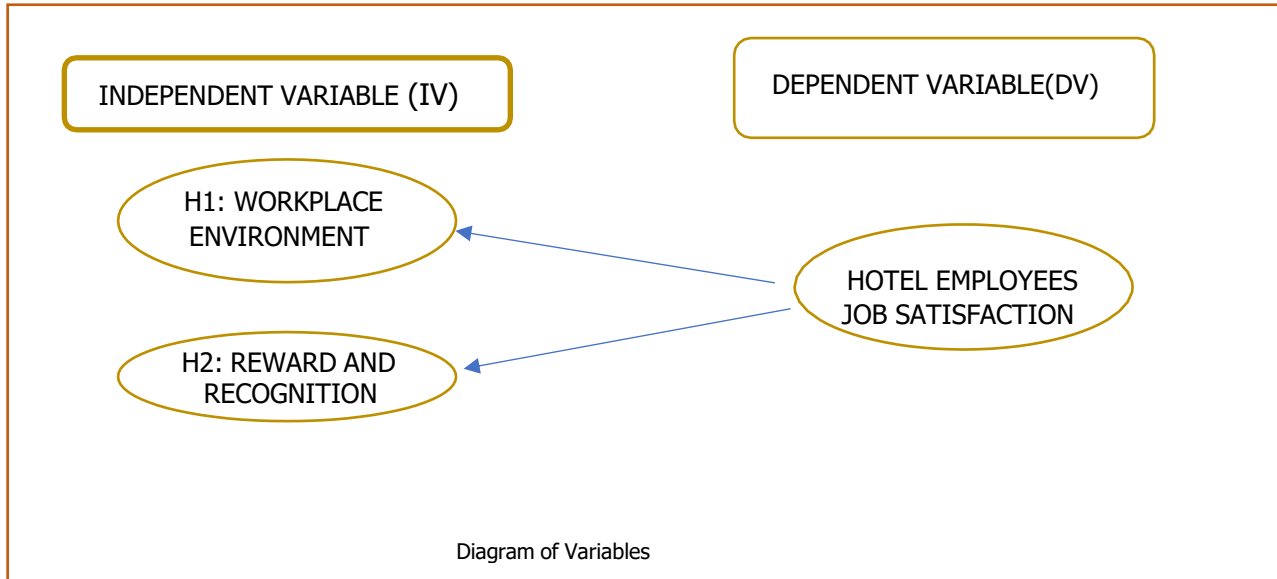 INDEPENDENT VARIABLE (IV)
DEPENDENT VARIABLE(DV)
H1: WORKPLACE
ENVIRONMENT
HOTEL EMPLOYEES
JOB SATISFACTION
H2: REWARD AND
RECOGNITION
Diagram of Variables